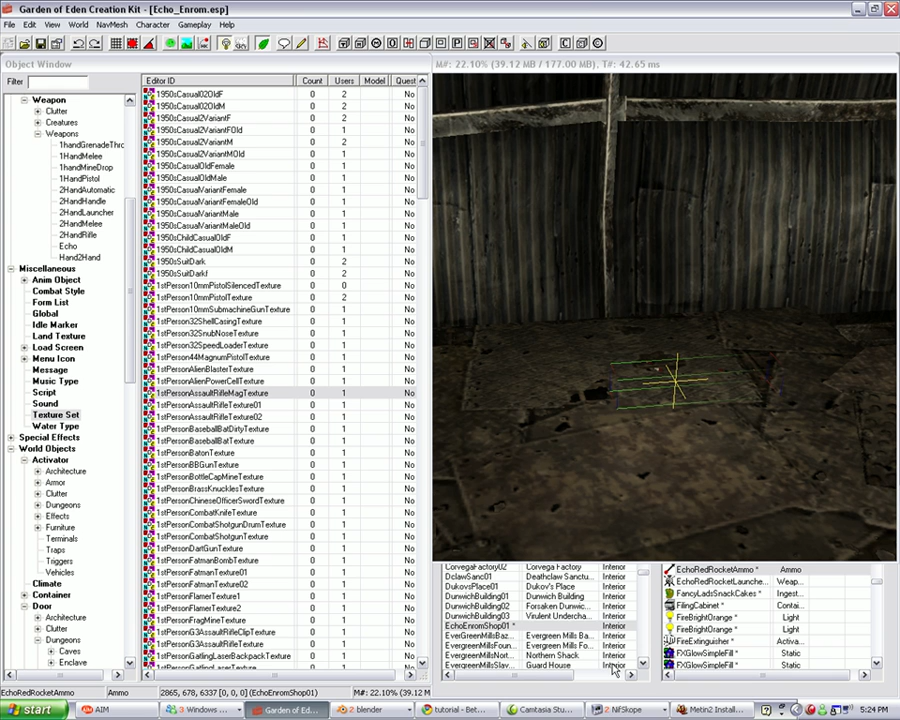 Garden of Eden Creation Kit - [Echo_Enrom.esp]
File Edit View World NavMesh Character Gameplay Help
Object Window
M#: 22.10% (39.12 MB / 177.00 MB), T#: 42.65 ms
Filter
Editor ID Count Users Model Quest
Weapon
Clutter
Creatures
Weapons
1handGrenadeThro
1HandMelee
1handMineDrop
1HandPistol
2HandAutomatic
2HandHandle
2HandLauncher
2HandMelee
2HandRifle
Echo
Hand2Hand
Miscellaneous
Anim Object
Combat Style
Form List
Global
Idle Marker
Land Texture
Load Screen
Menu Icon
Message
Music Type
Script
Sound
Texture Set
Water Type
Special Effects
World Objects
Activator
Architecture
Armor
Clutter
Dungeons
Effects
Furniture
Terminals
Traps
Triggers
Vehicles
Climate
Container
Door
Architecture
Clutter
Dungeons
Caves
Enclave
1950sCasual02OldF 0 2 No
1950sCasual02OldM 0 2 No
1950sCasual2VariantF 0 2 No
1950sCasual2VariantFOld 0 1 No
1950sCasual2VariantM 0 2 No
1950sCasual2VariantMOld 0 1 No
1950sCasualOldFemale 0 1 No
1950sCasualOldMale 0 1 No
1950sCasualVariantFemale 0 1 No
1950sCasualVariantFemaleOld 0 1 No
1950sCasualVariantMale 0 1 No
1950sCasualVariantMaleOld 0 1 No
1950sChildCasualOldF 0 1 No
1950sChildCasualOldM 0 1 No
1950sSuitDark 0 2 No
1950sSuitDarkf 0 2 No
1stPerson10mmPistolSilencedTexture 0 0 No
1stPerson10mmPistolTexture 0 2 No
1stPerson10mmSubmachineGunTexture 0 1 No
1stPerson32ShellCasingTexture 0 1 No
1stPerson32SnubNoseTexture 0 1 No
1stPerson32SpeedLoaderTexture 0 1 No
1stPerson44MagnumPistolTexture 0 1 No
1stPersonAlienBlasterTexture 0 1 No
1stPersonAlienPowerCellTexture 0 1 No
1stPersonAssaultRifleMagTexture 0 1 No
1stPersonAssaultRifleTexture01 0 1 No
1stPersonAssaultRifleTexture02 0 1 No
1stPersonBaseballBatDirtyTexture 0 1 No
1stPersonBaseballBatTexture 0 1 No
1stPersonBatonTexture 0 1 No
1stPersonBBGunTexture 0 1 No
1stPersonBottleCapMineTexture 0 1 No
1stPersonBrassKnucklesTexture 0 1 No
1stPersonChineseOfficerSwordTexture 0 1 No
1stPersonCombatKnifeTexture 0 1 No
1stPersonCombatShotgunDrumTexture 0 1 No
1stPersonCombatShotgunTexture 0 1 No
1stPersonDartGunTexture 0 1 No
1stPersonFatmanBombTexture 0 1 No
1stPersonFatmanTexture01 0 1 No
1stPersonFatmanTexture02 0 1 No
1stPersonFlamerTexture1 0 1 No
1stPersonFlamerTexture2 0 1 No
1stPersonFragMineTexture 0 1 No
1stPersonG3AssaultRifleClipTexture 0 1 No
1stPersonG3AssaultRifleTexture 0 1 No
1stPersonGatlingLaserBackpackTexture 0 1 No
1stPersonGatlingLaserTexture 0 1 No
CorvegaFactory02 Corvega Factory Interior
DclawSanc01 Deathclaw Sanctu... Interior
DukovsPlace01 Dukov's Place Interior
DunwichBuilding01 Dunwich Building Interior
DunwichBuilding02 Forsaken Dunwic... Interior
DunwichBuilding03 Virulent Undercha... Interior
EchoEnromShop01 * Interior
EverGreenMillsBaz... Evergreen Mills Ba... Interior
EverGreenMillsFoun... Evergreen Mills Fo... Interior
EverGreenMillsNort... Northern Shack Interior
EverGreenMillsSlav... Guard House Interior
EchoRedRocketAmmo * Ammo
EchoRedRocketLaunche... Weap...
FancyLadsSnackCakes * Ingest...
FilingCabinet * Contai...
FireBrightOrange * Light
FireBrightOrange * Light
FireExtinguisher * Activa...
FXGlowSimpleFill * Static
FXGlowSimpleFill * Static
EchoRedRocketAmmo Ammo 2865, 678, 6337 [0, 0, 0] (EchoEnromShop01) M#: 22.10% (39.12 M
start AIM 3 Windows ... Garden of Ed... 2 blender tutorial - Bet... Camtasia Stu... 2 NifSkope Metin2 Install... 5:24 PM